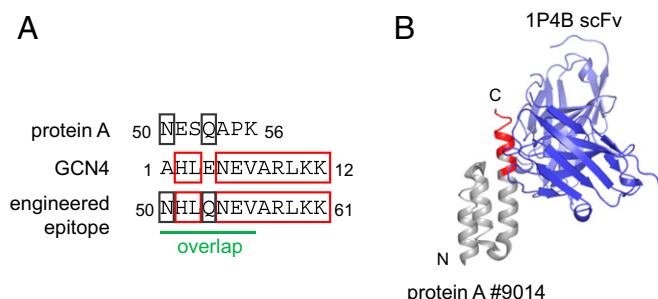 A
protein A 50 NESQAPK 56
GCN4 1 AHLENEVARLKK 12
engineered
epitope 50 NHLQNEVARLKK 61
overlap
B
1P4B scFv
C
N
protein A #9014